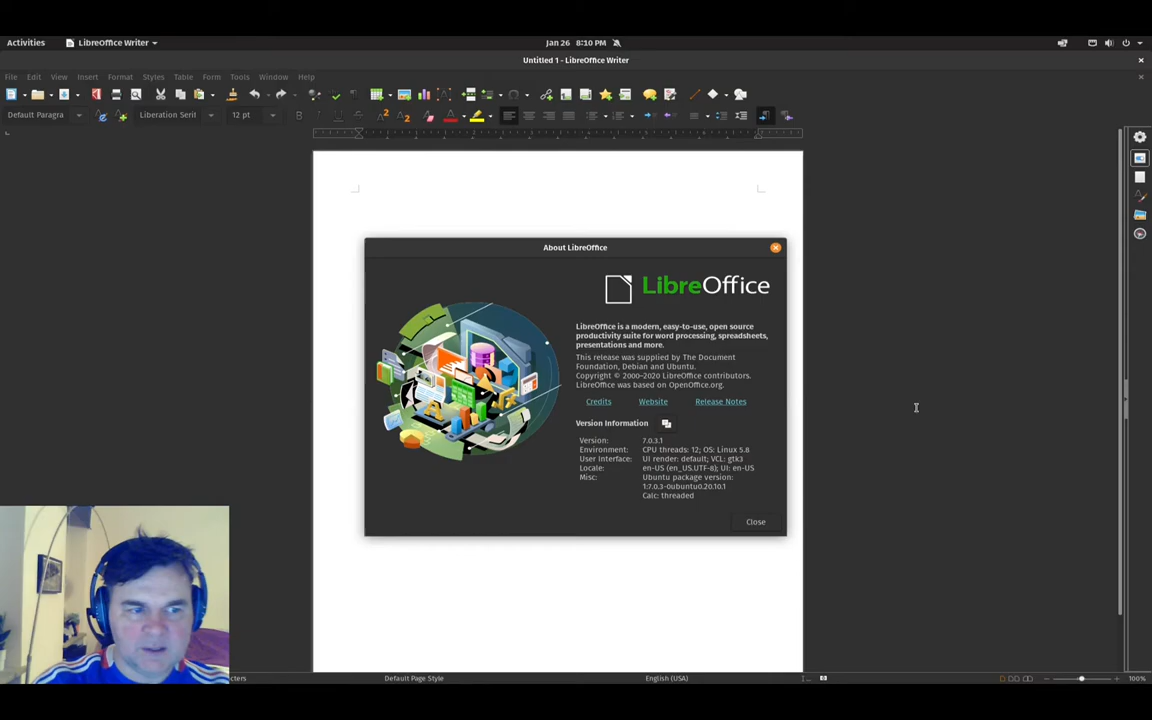 Activities LibreOffice Writer Jan 26 8:10 PM
Untitled 1 - LibreOffice Writer
File Edit View Insert Format Styles Table Form Tools Window Help
Default Paragra Liberation Serif 12 pt
About LibreOffice
LibreOffice
LibreOffice is a modern, easy-to-use, open source
productivity suite for word processing, spreadsheets,
presentations and more.
This release was supplied by The Document
Foundation, Debian and Ubuntu.
Copyright © 2000–2020 LibreOffice contributors.
LibreOffice was based on OpenOffice.org.
Credits Website Release Notes
Version Information
Version: 7.0.3.1
Environment: CPU threads: 12; OS: Linux 5.8
User Interface: UI render: default; VCL: gtk3
Locale: en-US (en_US.UTF-8); UI: en-US
Misc: Ubuntu package version:
1:7.0.3-0ubuntu0.20.10.1
Calc: threaded
Close
cters Default Page Style English (USA) 100%